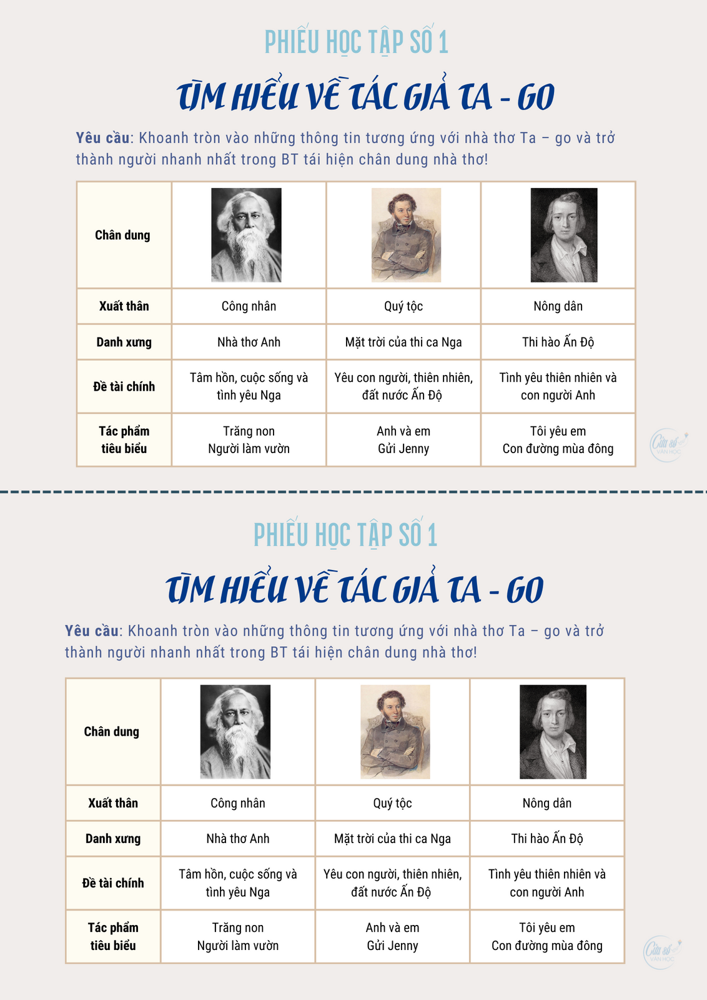 PHIẾU HỌC TẬP SỐ 1
TÌM HIỂU VỀ TÁC GIẢ TA - GO
Yêu cầu: Khoanh tròn vào những thông tin tương ứng với nhà thơ Ta – go và trở
thành người nhanh nhất trong BT tái hiện chân dung nhà thơ!
Chân dung
Xuất thân Công nhân Quý tộc Nông dân
Danh xưng Nhà thơ Anh Mặt trời của thi ca Nga Thi hào Ấn Độ
Đề tài chính Tâm hồn, cuộc sống và Yêu con người, thiên nhiên, Tình yêu thiên nhiên và
tình yêu Nga đất nước Ấn Độ con người Anh
Tác phẩm Trăng non Anh và em Tôi yêu em
tiêu biểu Người làm vườn Gửi Jenny Con đường mùa đông
Cửa sổ
VĂN HỌC
PHIẾU HỌC TẬP SỐ 1
TÌM HIỂU VỀ TÁC GIẢ TA - GO
Yêu cầu: Khoanh tròn vào những thông tin tương ứng với nhà thơ Ta – go và trở
thành người nhanh nhất trong BT tái hiện chân dung nhà thơ!
Chân dung
Xuất thân Công nhân Quý tộc Nông dân
Danh xưng Nhà thơ Anh Mặt trời của thi ca Nga Thi hào Ấn Độ
Đề tài chính Tâm hồn, cuộc sống và Yêu con người, thiên nhiên, Tình yêu thiên nhiên và
tình yêu Nga đất nước Ấn Độ con người Anh
Tác phẩm Trăng non Anh và em Tôi yêu em
tiêu biểu Người làm vườn Gửi Jenny Con đường mùa đông
Cửa sổ
VĂN HỌC